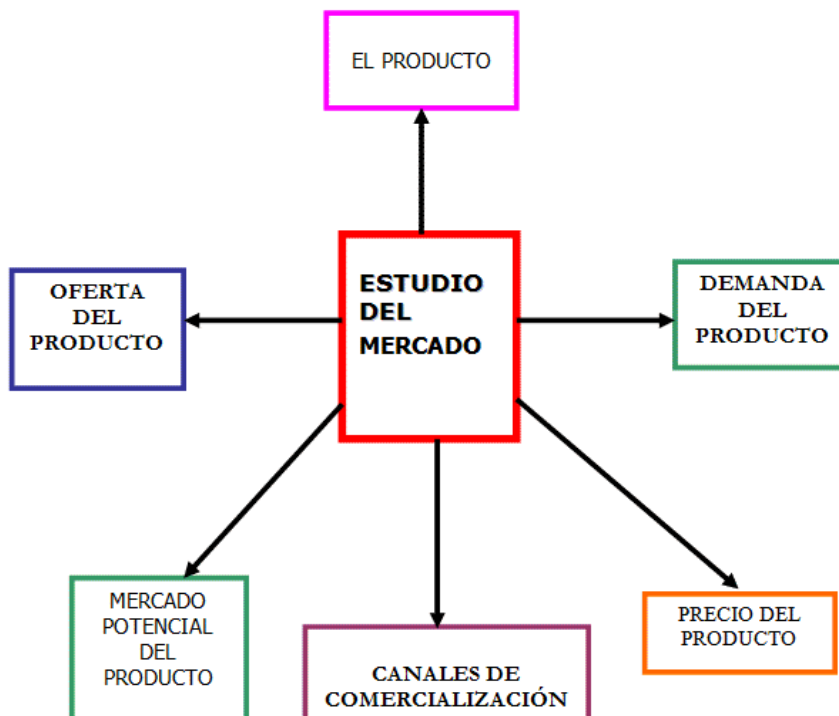 EL PRODUCTO
ESTUDIO
DEL
MERCADO
OFERTA
DEL
PRODUCTO
DEMANDA
DEL
PRODUCTO
MERCADO
POTENCIAL
DEL
PRODUCTO
CANALES DE
COMERCIALIZACIÓN
PRECIO DEL
PRODUCTO